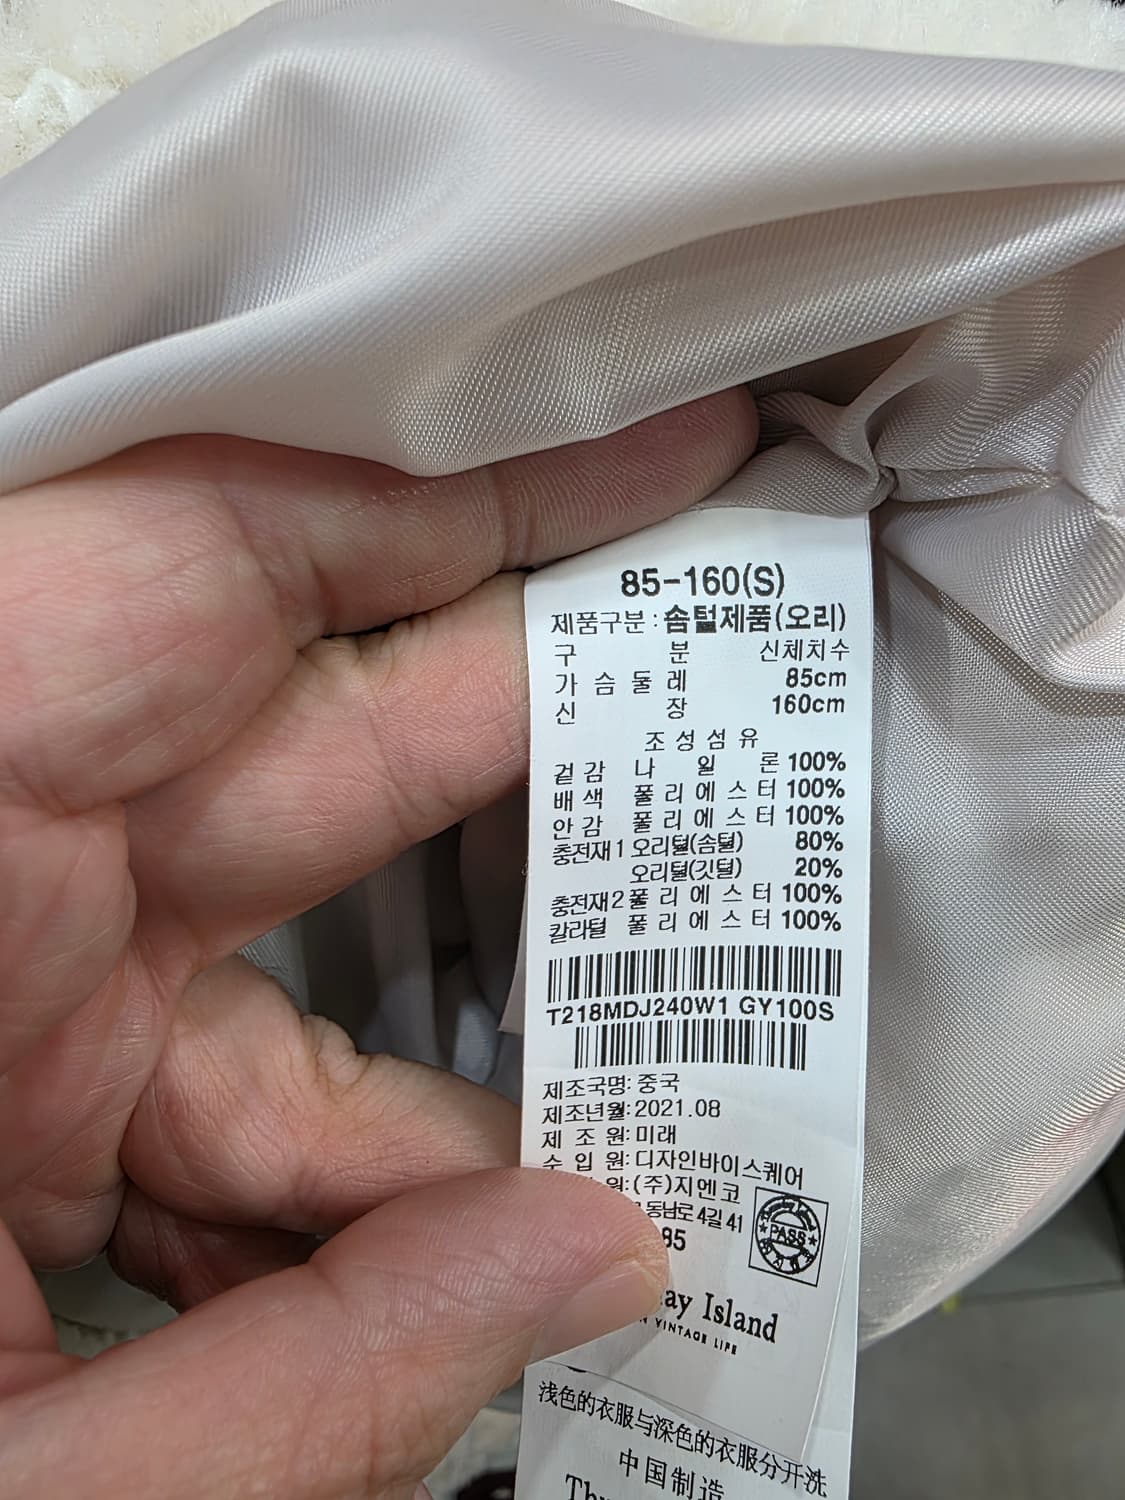 85-160(S)
제품구분 : 솜털제품(오리)
구 분 신체치수
가 슴 둘 레 85cm
신 장 160cm
조 성 섬 유
겉 감 나 일 론 100%
배 색 폴 리 에 스 터 100%
안 감 폴 리 에 스 터 100%
충전재1 오리털(솜털) 80%
오리털(깃털) 20%
충전재2 폴 리 에 스 터 100%
칼라털 폴 리 에 스 터 100%
T218MDJ240W1 GY100S
제조국명: 중국
제조년월: 2021.08
제 조 원: 미래
수 입 원: 디자인바이스퀘어
원: (주)지엔코
동남로 4길 41
85
PASS
Island
VINTAGE LIFE
浅色的衣服与深色的衣服分开洗
中国制造